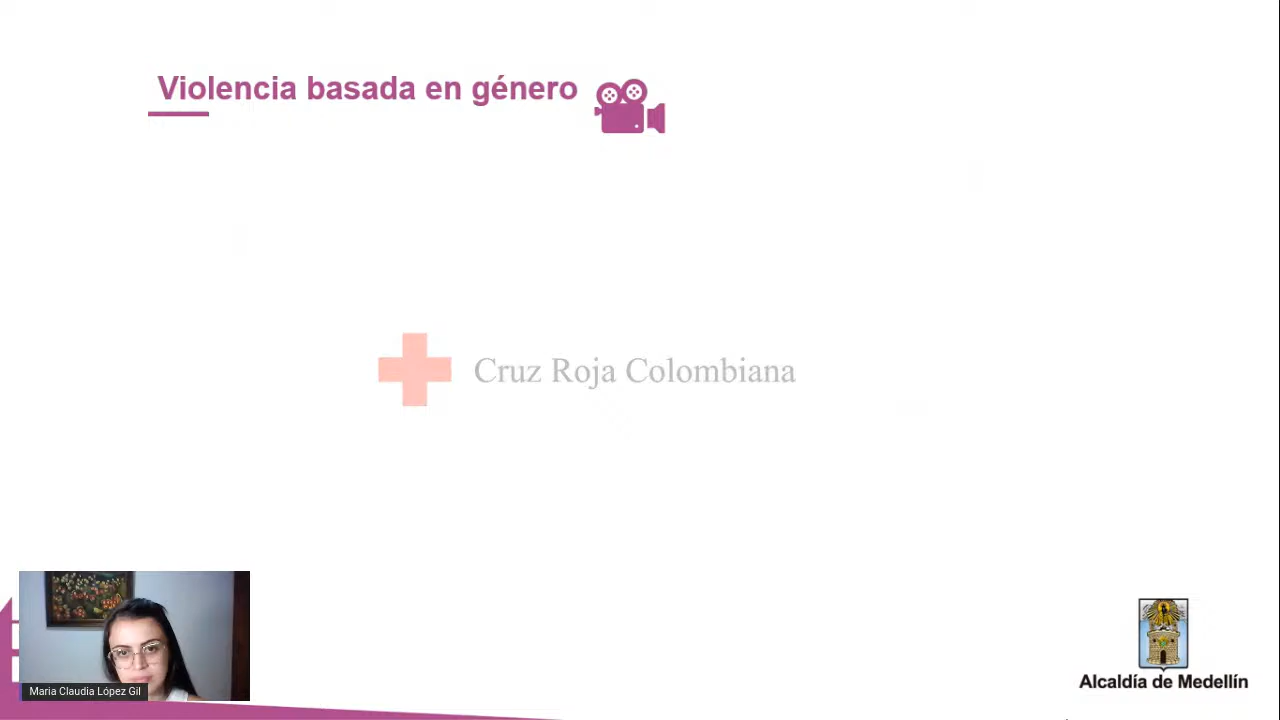 Violencia basada en género
Cruz Roja Colombiana
Maria Claudia López Gil
Alcaldía de Medellín